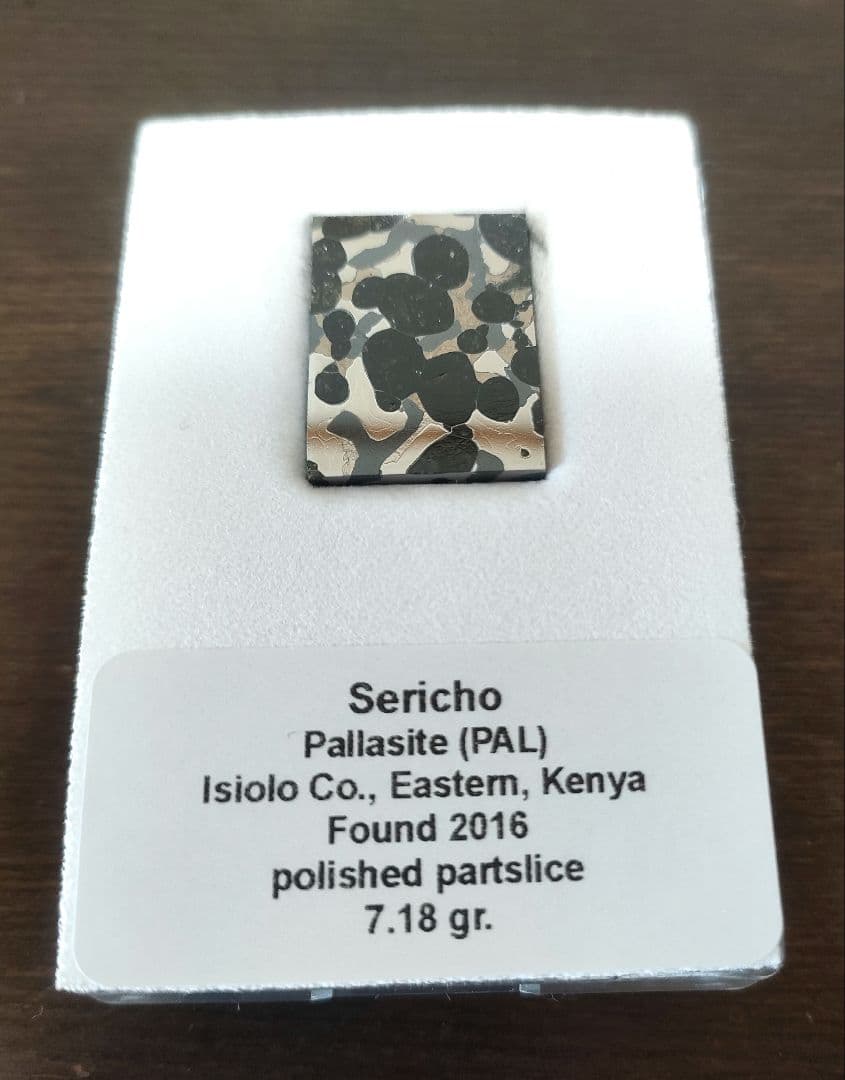 Sericho
Pallasite (PAL)
Isiolo Co., Eastern, Kenya
Found 2016
polished partslice
7.18 gr.